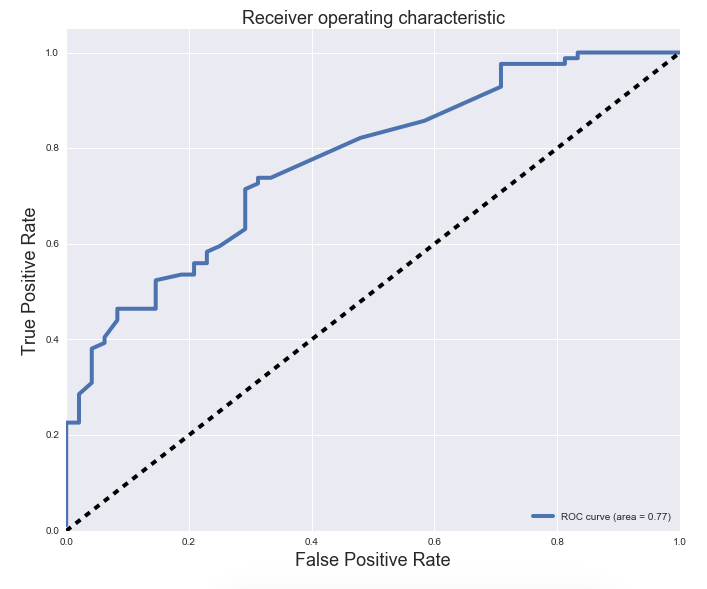 Receiver operating characteristic
True Positive Rate
1.0
0.8
0.6
0.4
0.2
0.0
ROC curve (area = 0.77)
0.0 0.2 0.4 0.6 0.8 1.0
False Positive Rate